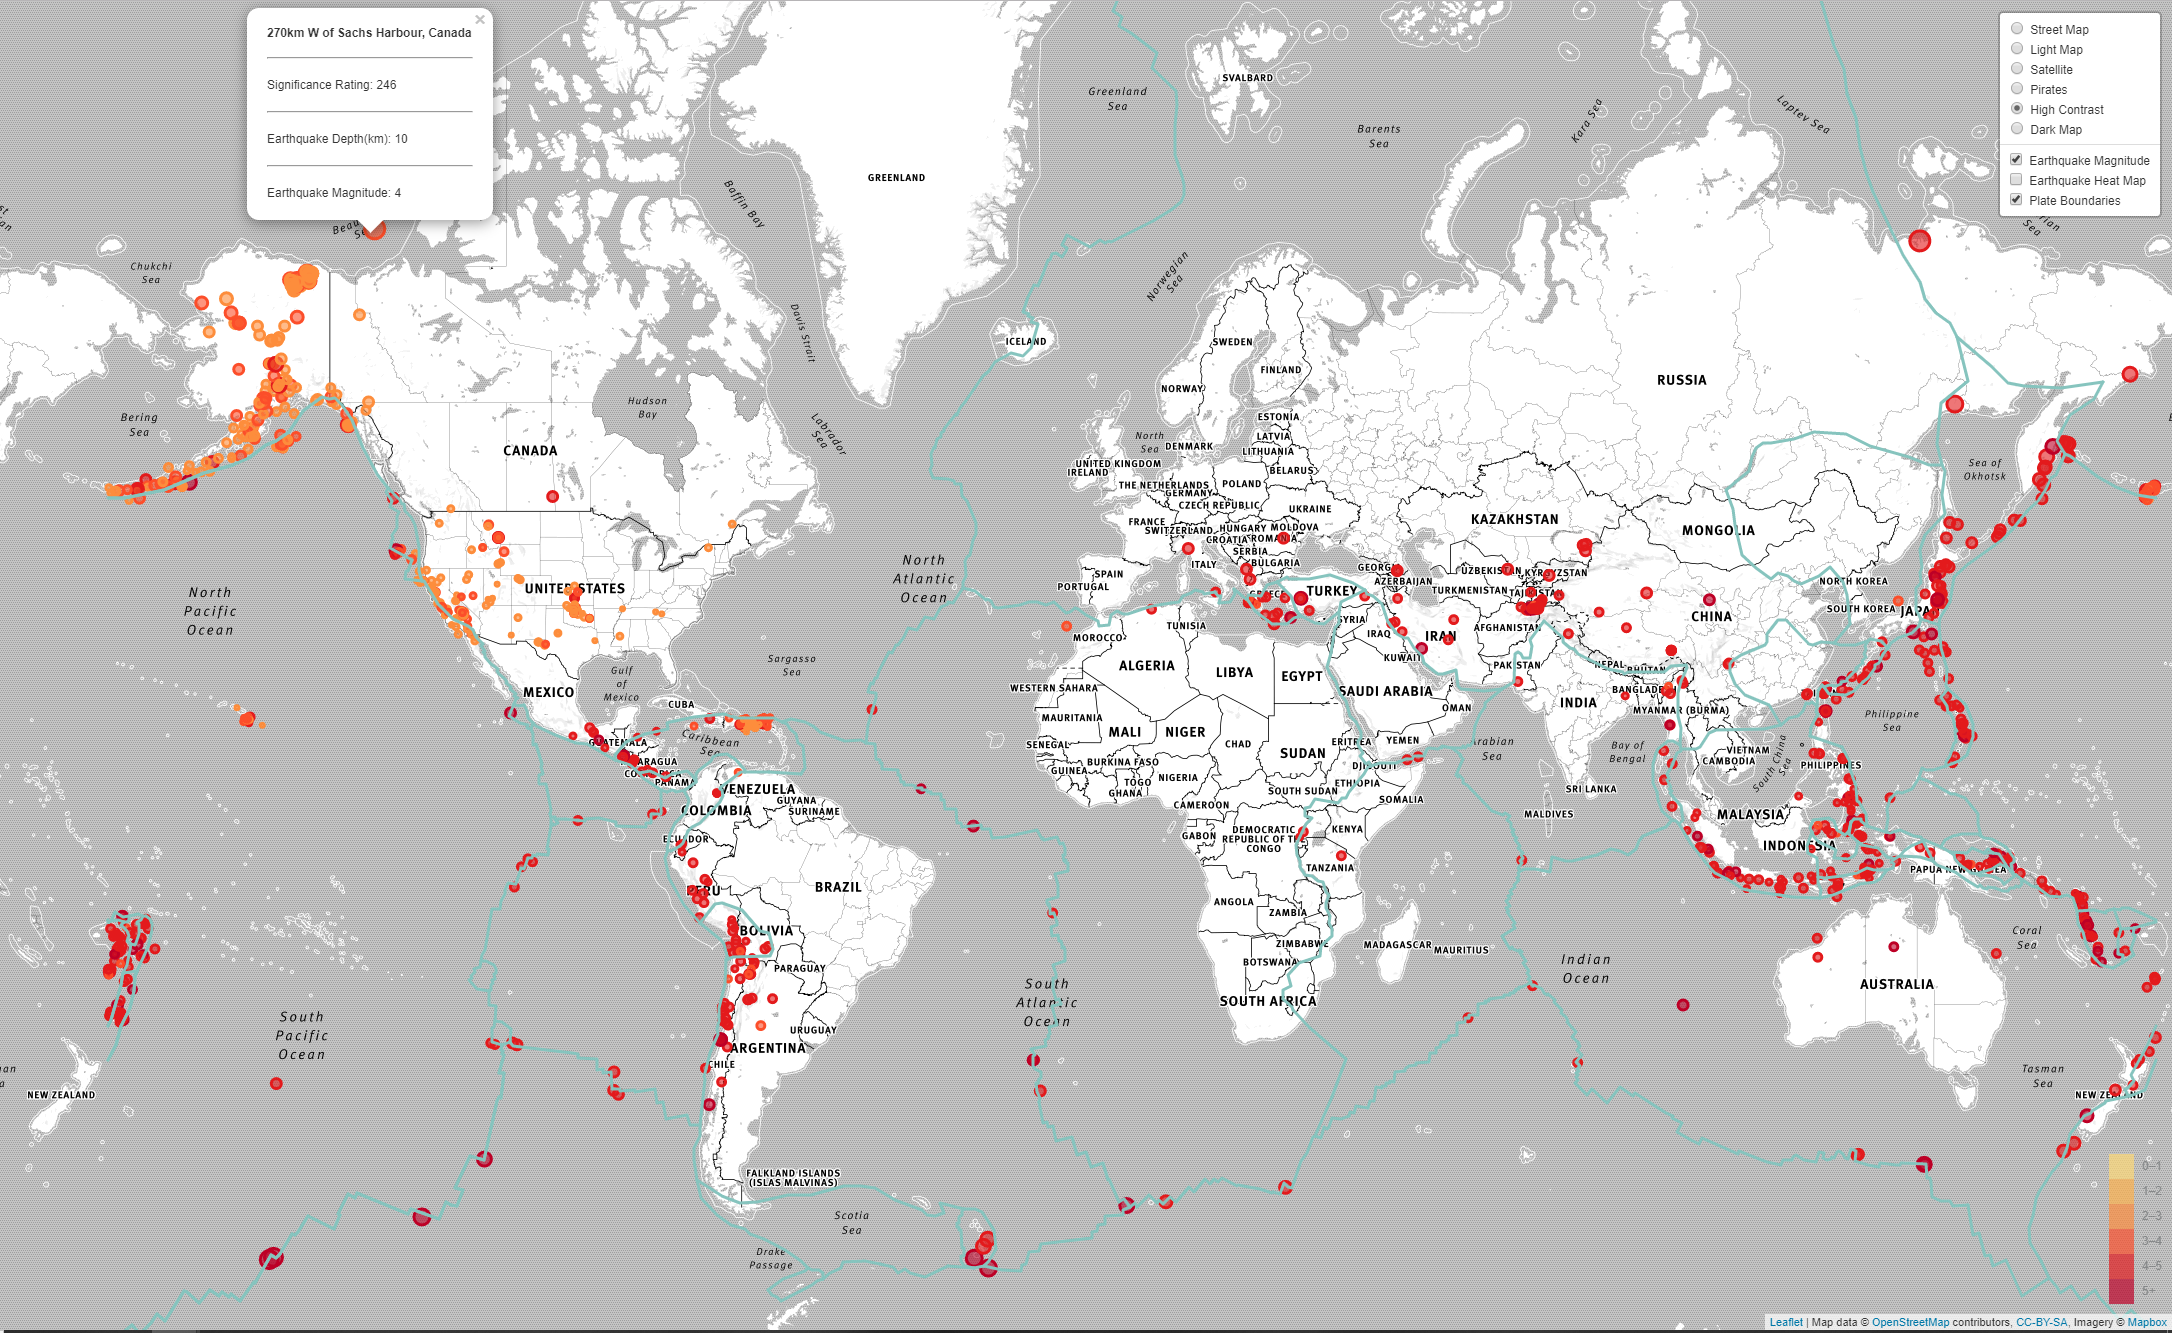 270km W of Sachs Harbour, Canada
×
Significance Rating: 246
Earthquake Depth(km): 10
Earthquake Magnitude: 4
Street Map
Light Map
Satellite
Pirates
High Contrast
Dark Map
Earthquake Magnitude
Earthquake Heat Map
Plate Boundaries
SVALBARD
Greenland
Sea
Barents
Sea
Kara Sea
Laptev Sea
GREENLAND
Baffin Bay
Chukchi
Sea
Norwegian
Sea
Davis Strait
ICELAND
SWEDEN
FINLAND
NORWAY
RUSSIA
Hudson
Bay
Bering
Sea
Labrador
Sea
ESTONIA
LATVIA
LITHUANIA
North
Sea
DENMARK
CANADA
UNITED KINGDOM
IRELAND
BELARUS
THE NETHERLANDS
POLAND
GERMANY
CZECH REPUBLIC
UKRAINE
Sea of
Okhotsk
FRANCE
SWITZERLAND
HUNGARY
MOLDOVA
CROATIA
ROMANIA
SERBIA
KAZAKHSTAN
MONGOLIA
ITALY
BULGARIA
SPAIN
PORTUGAL
GREECE
TURKEY
GEORGIA
AZERBAIJAN
UZBEKISTAN
KYRGYZSTAN
TURKMENISTAN
TAJIKISTAN
NORTH KOREA
SOUTH KOREA
JAPAN
CHINA
North
Pacific
Ocean
UNITED STATES
North
Atlantic
Ocean
MOROCCO
TUNISIA
SYRIA
IRAQ
IRAN
AFGHANISTAN
KUWAIT
PAKISTAN
NEPAL
BHUTAN
ALGERIA
LIBYA
EGYPT
SAUDI ARABIA
Sargasso
Sea
Gulf
of
Mexico
MEXICO
CUBA
WESTERN SAHARA
OMAN
INDIA
BANGLADESH
MYANMAR (BURMA)
MAURITANIA
MALI
NIGER
CHAD
SUDAN
ERITREA
YEMEN
Arabian
Sea
Bay of
Bengal
VIETNAM
CAMBODIA
South China
Sea
Philippine
Sea
PHILIPPINES
GUATEMALA
NICARAGUA
COSTA RICA
PANAMA
Caribbean
Sea
SENEGAL
GUINEA
BURKINA FASO
TOGO
GHANA
NIGERIA
DJIBOUTI
ETHIOPIA
SOUTH SUDAN
SOMALIA
SRI LANKA
MALDIVES
MALAYSIA
VENEZUELA
GUYANA
SURINAME
COLOMBIA
CAMEROON
GABON
DEMOCRATIC
REPUBLIC OF THE
CONGO
KENYA
TANZANIA
INDONESIA
PAPUA NEW GUINEA
ECUADOR
PERU
BRAZIL
BOLIVIA
ANGOLA
ZAMBIA
ZIMBABWE
BOTSWANA
MADAGASCAR
MAURITIUS
Indian
Ocean
Coral
Sea
AUSTRALIA
PARAGUAY
South
Atlantic
Ocean
SOUTH AFRICA
South
Pacific
Ocean
URUGUAY
ARGENTINA
CHILE
Tasman
Sea
NEW ZEALAND
NEW ZEALAND
FALKLAND ISLANDS
(ISLAS MALVINAS)
Scotia
Sea
Drake
Passage
0–1
1–2
2–3
3–4
4–5
5+
Leaflet | Map data © OpenStreetMap contributors, CC-BY-SA, Imagery © Mapbox